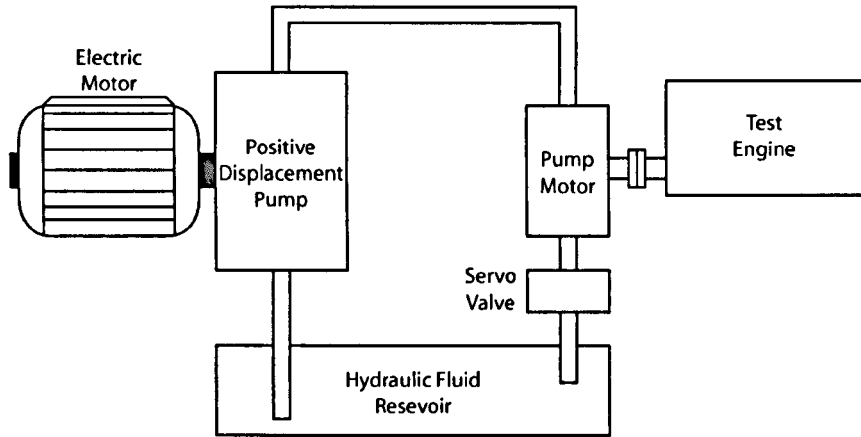 Electric
Motor
Positive
Displacement
Pump
Pump
Motor
Test
Engine
Servo
Valve
Hydraulic Fluid
Resevoir